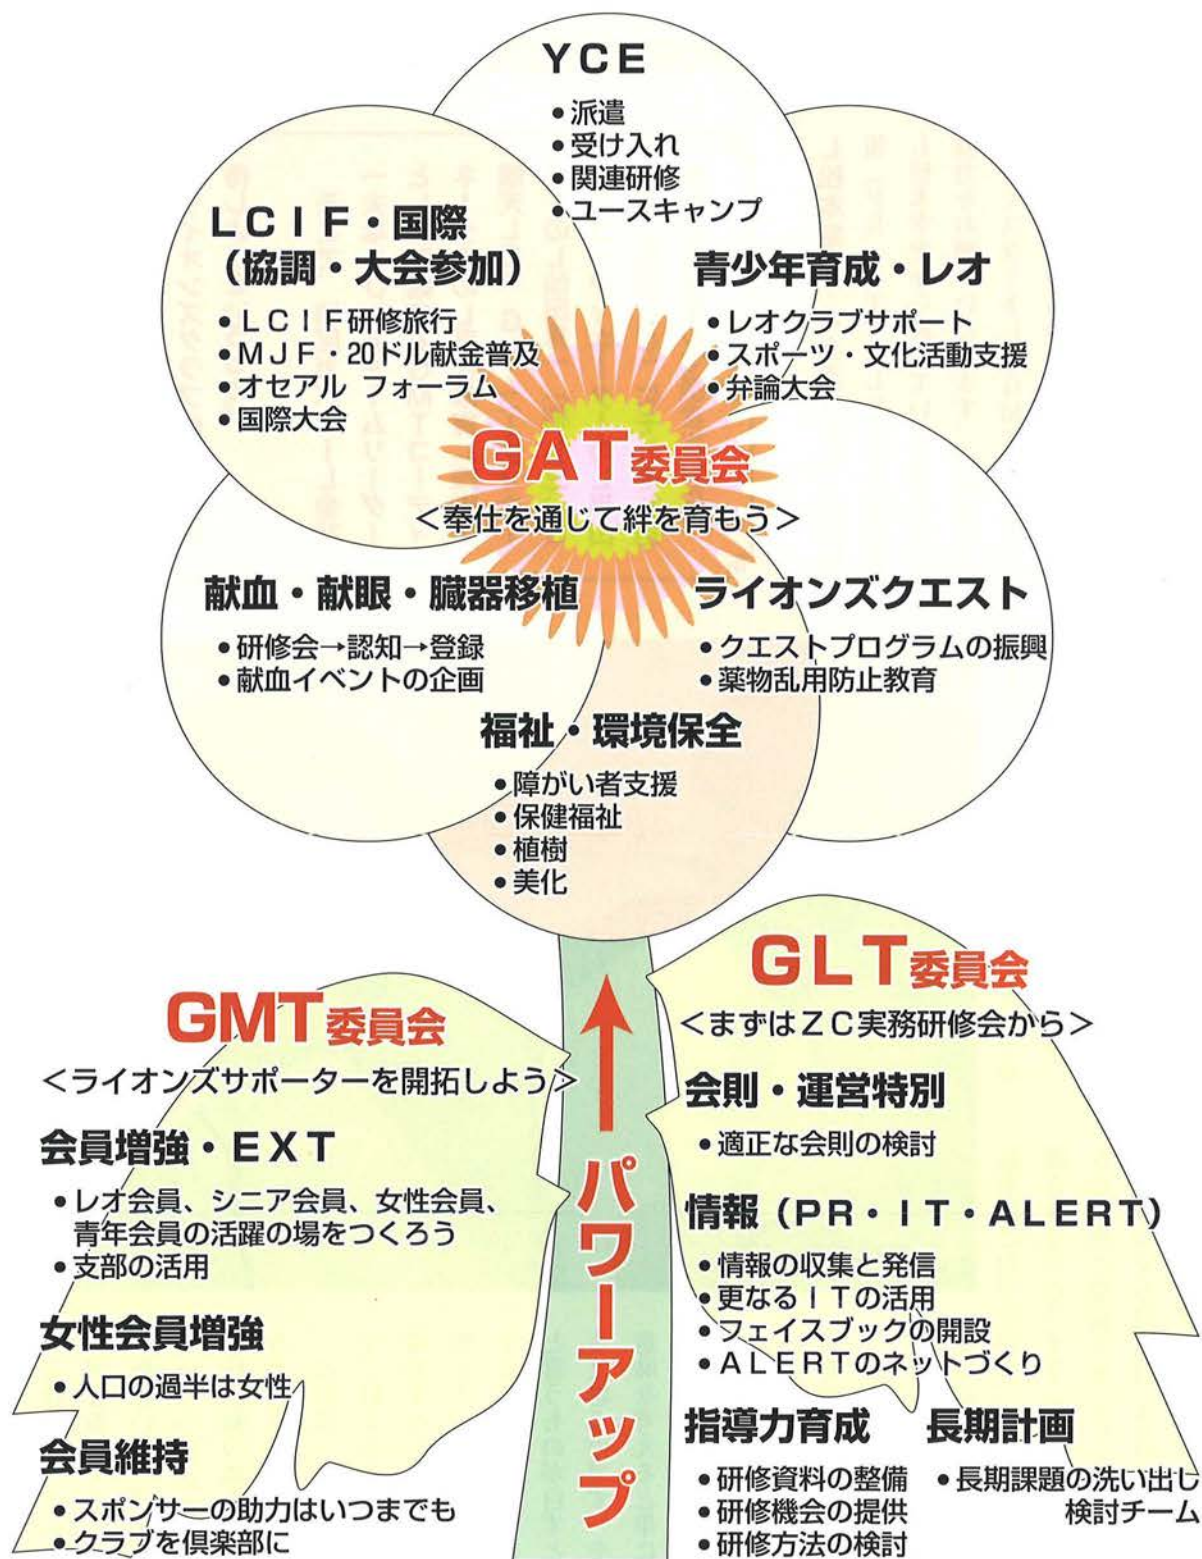 YCE
•派遣
•受け入れ
•関連研修
•ユースキャンプ
LCIF・国際
（協調・大会参加）
•LCIF研修旅行
•MJF・20ドル献金普及
•オセアル フォーラム
•国際大会
青少年育成・レオ
•レオクラブサポート
•スポーツ・文化活動支援
•弁論大会
GAT委員会
＜奉仕を通じて絆を育もう＞
献血・献眼・臓器移植
•研修会→認知→登録
•献血イベントの企画
ライオンズクエスト
•クエストプログラムの振興
•薬物乱用防止教育
福祉・環境保全
•障がい者支援
•保健福祉
•植樹
•美化
GMT委員会
＜ライオンズサポーターを開拓しよう＞
会員増強・EXT
•レオ会員、シニア会員、女性会員、
青年会員の活躍の場をつくろう
•支部の活用
女性会員増強
•人口の過半は女性
会員維持
•スポンサーの助力はいつまでも
•クラブを倶楽部に
パワーアップ
GLT委員会
＜まずはZC実務研修会から＞
会則・運営特別
•適正な会則の検討
情報（PR・IT・ALERT）
•情報の収集と発信
•更なるITの活用
•フェイスブックの開設
•ALERTのネットづくり
指導力育成
•研修資料の整備
•研修機会の提供
•研修方法の検討
長期計画
•長期課題の洗い出し
検討チーム